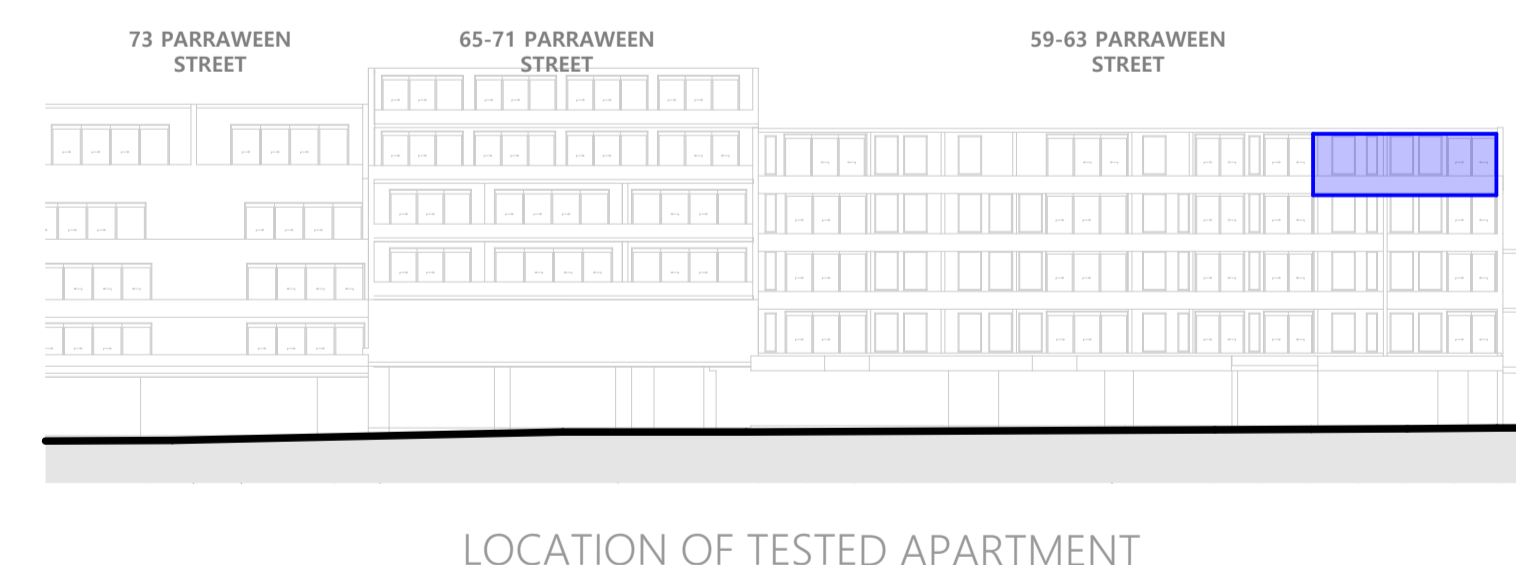 73 PARRAWEEN
STREET
65-71 PARRAWEEN
STREET
59-63 PARRAWEEN
STREET
LOCATION OF TESTED APARTMENT